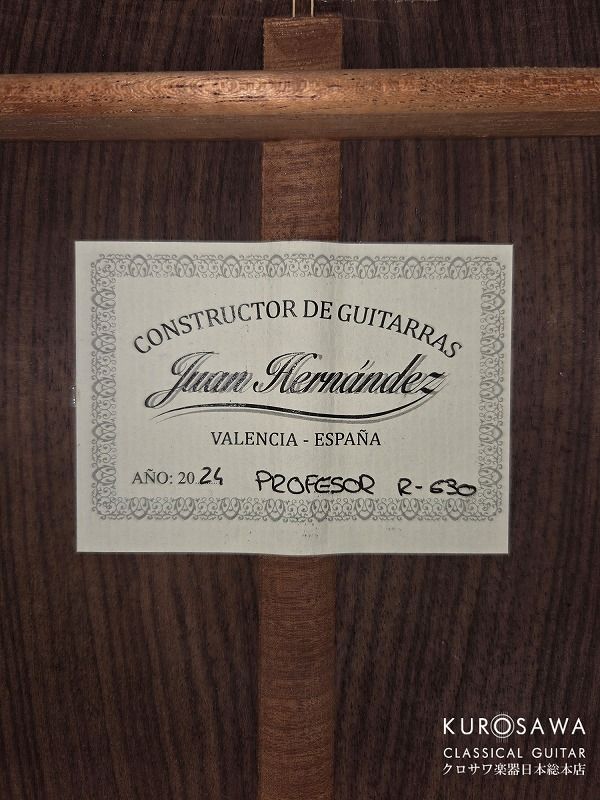 CONSTRUCTOR DE GUITARRAS
Juan Hernández
VALENCIA - ESPAÑA
AÑO: 2024 PROFESOR R-630
KUROSAWA
CLASSICAL GUITAR
クロサワ楽器日本総本店